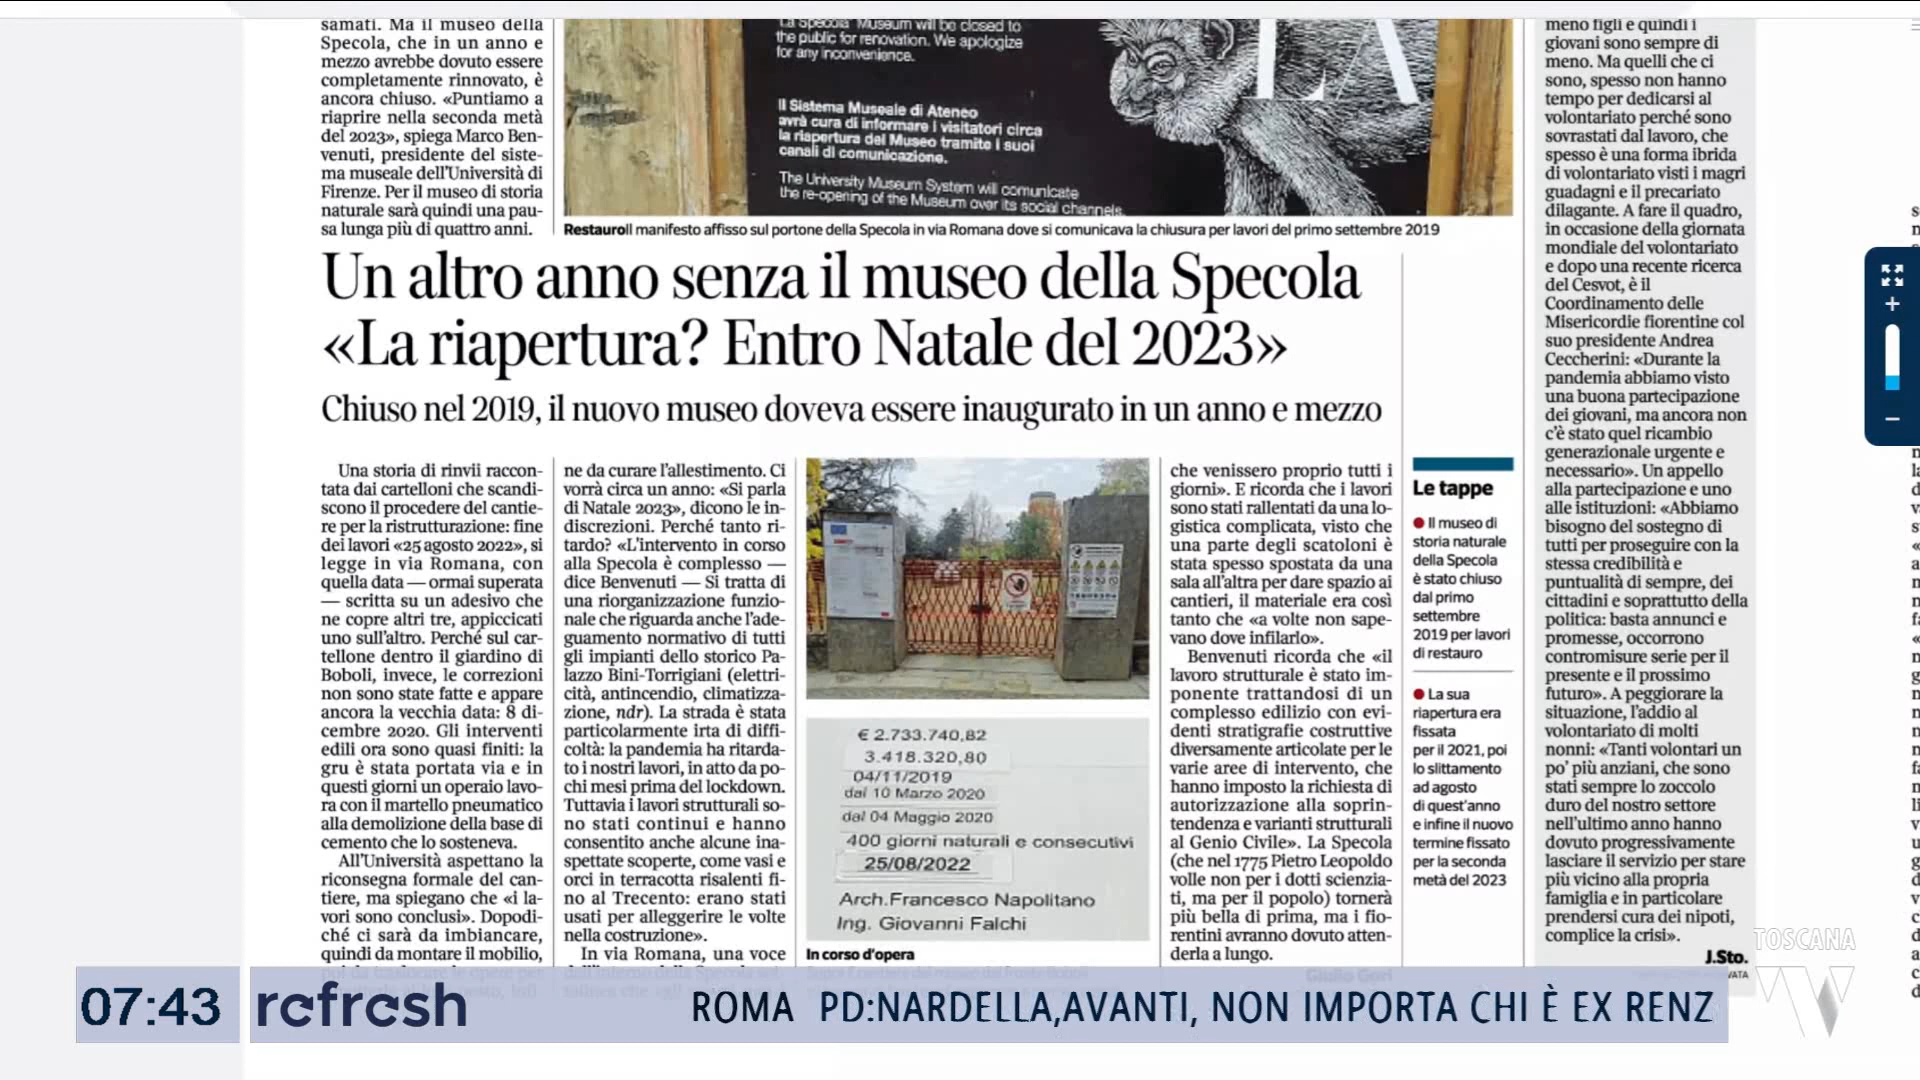 samati. Ma il museo della
Specola, che in un anno e
mezzo avrebbe dovuto essere
completamente rinnovato, è
ancora chiuso. «Puntiamo a
riaprire nella seconda metà
del 2023», spiega Marco Ben-
venuti, presidente del siste-
ma museale dell'Università di
Firenze. Per il museo di storia
naturale sarà quindi una pau-
sa lunga più di quattro anni.
La Specola Museum will be closed to
the public for renovation. We apologize
for any inconvenience.
Il Sistema Museale di Ateneo
avrà cura di informare i visitatori circa
la riapertura del Museo tramite i suoi
canali di comunicazione.
The University Museum System will comunicate
the re-opening of the Museum over its social channels.
LA
RestauroIl manifesto affisso sul portone della Specola in via Romana dove si comunicava la chiusura per lavori del primo settembre 2019
Un altro anno senza il museo della Specola
«La riapertura? Entro Natale del 2023»
Chiuso nel 2019, il nuovo museo doveva essere inaugurato in un anno e mezzo
Una storia di rinvii raccon-
tata dai cartelloni che scandi-
scono il procedere del cantie-
re per la ristrutturazione: fine
dei lavori «25 agosto 2022», si
legge in via Romana, con
quella data — ormai superata
— scritta su un adesivo che
ne copre altri tre, appiccicati
uno sull'altro. Perché sul car-
tellone dentro il giardino di
Boboli, invece, le correzioni
non sono state fatte e appare
ancora la vecchia data: 8 di-
cembre 2020. Gli interventi
edili ora sono quasi finiti: la
gru è stata portata via e in
questi giorni un operaio lavo-
ra con il martello pneumatico
alla demolizione della base di
cemento che lo sosteneva.
All'Università aspettano la
riconsegna formale del can-
tiere, ma spiegano che «i la-
vori sono conclusi». Dopodi-
ché ci sarà da imbiancare,
quindi da montare il mobilio,
ne da curare l'allestimento. Ci
vorrà circa un anno: «Si parla
di Natale 2023», dicono le in-
discrezioni. Perché tanto ri-
tardo? «L'intervento in corso
alla Specola è complesso —
dice Benvenuti — Si tratta di
una riorganizzazione funzio-
nale che riguarda anche l'ade-
guamento normativo di tutti
gli impianti dello storico Pa-
lazzo Bini-Torrigiani (elettri-
cità, antincendio, climatizza-
zione, ndr). La strada è stata
particolarmente irta di diffi-
coltà: la pandemia ha ritarda-
to i nostri lavori, in atto da po-
chi mesi prima del lockdown.
Tuttavia i lavori strutturali so-
no stati continui e hanno
consentito anche alcune ina-
spettate scoperte, come vasi e
orci in terracotta risalenti fi-
no al Trecento: erano stati
usati per alleggerire le volte
nella costruzione».
In via Romana, una voce
€ 2.733.740,82
3.418.320,80
04/11/2019
dal 10 Marzo 2020
dal 04 Maggio 2020
400 giorni naturali e consecutivi
25/08/2022
Arch.Francesco Napolitano
Ing. Giovanni Falchi
In corso d'opera
che venissero proprio tutti i
giorni». E ricorda che i lavori
sono stati rallentati da una lo-
gistica complicata, visto che
una parte degli scatoloni è
stata spesso spostata da una
sala all'altra per dare spazio ai
cantieri, il materiale era così
tanto che «a volte non sape-
vano dove infilarlo».
Benvenuti ricorda che «il
lavoro strutturale è stato im-
ponente trattandosi di un
complesso edilizio con evi-
denti stratigrafie costruttive
diversamente articolate per le
varie aree di intervento, che
hanno imposto la richiesta di
autorizzazione alla soprin-
tendenza e varianti strutturali
al Genio Civile». La Specola
(che nel 1775 Pietro Leopoldo
volle non per i dotti scienzia-
ti, ma per il popolo) tornerà
più bella di prima, ma i fio-
rentini avranno dovuto atten-
derla a lungo.
Giulio Gori
Le tappe
● Il museo di
storia naturale
della Specola
è stato chiuso
dal primo
settembre
2019 per lavori
di restauro
● La sua
riapertura era
fissata
per il 2021, poi
lo slittamento
ad agosto
di quest'anno
e infine il nuovo
termine fissato
per la seconda
metà del 2023
meno figli e quindi i
giovani sono sempre di
meno. Ma quelli che ci
sono, spesso non hanno
tempo per dedicarsi al
volontariato perché sono
sovrastati dal lavoro, che
spesso è una forma ibrida
di volontariato visti i magri
guadagni e il precariato
dilagante. A fare il quadro,
in occasione della giornata
mondiale del volontariato
e dopo una recente ricerca
del Cesvot, è il
Coordinamento delle
Misericordie fiorentine col
suo presidente Andrea
Ceccherini: «Durante la
pandemia abbiamo visto
una buona partecipazione
dei giovani, ma ancora non
c'è stato quel ricambio
generazionale urgente e
necessario». Un appello
alla partecipazione e uno
alle istituzioni: «Abbiamo
bisogno del sostegno di
tutti per proseguire con la
stessa credibilità e
puntualità di sempre, dei
cittadini e soprattutto della
politica: basta annunci e
promesse, occorrono
contromisure serie per il
presente e il prossimo
futuro». A peggiorare la
situazione, l'addio al
volontariato di molti
nonni: «Tanti volontari un
po' più anziani, che sono
stati sempre lo zoccolo
duro del nostro settore
nell'ultimo anno hanno
dovuto progressivamente
lasciare il servizio per stare
più vicino alla propria
famiglia e in particolare
prendersi cura dei nipoti,
complice la crisi».
J.Sto.
TOSCANA
07:43 refresh ROMA PD:NARDELLA,AVANTI, NON IMPORTA CHI È EX RENZ